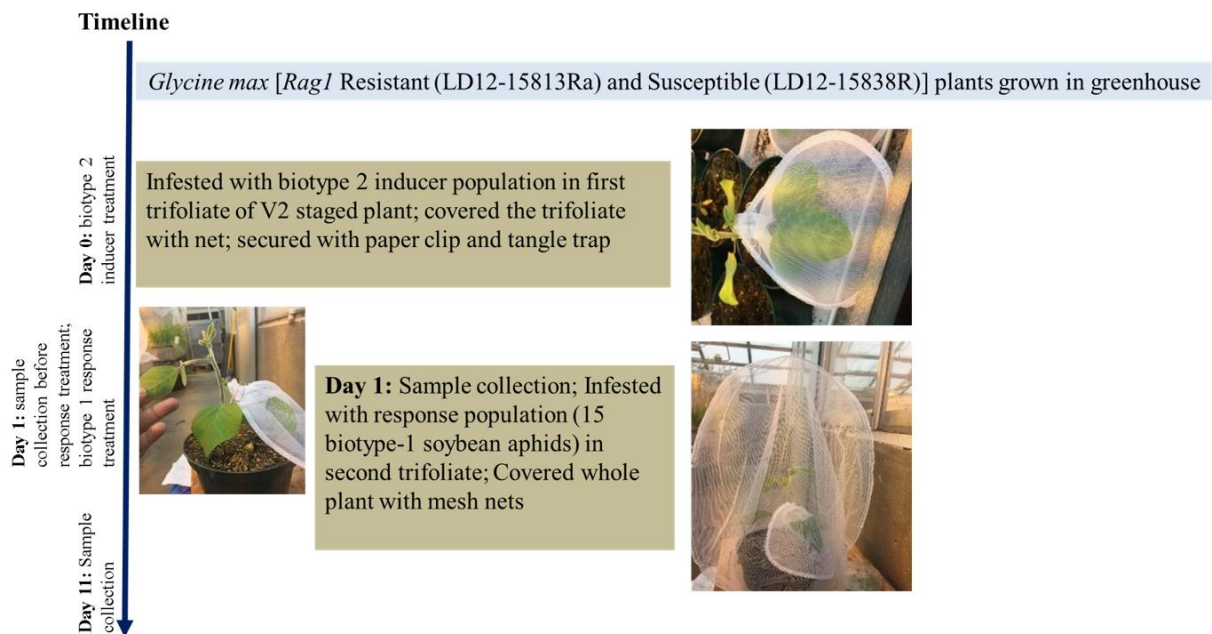 Timeline
Glycine max [Rag1 Resistant (LD12-15813Ra) and Susceptible (LD12-15838R)] plants grown in greenhouse
Day 0: biotype 2
inducer treatment
Infested with biotype 2 inducer population in first
trifoliate of V2 staged plant; covered the trifoliate
with net; secured with paper clip and tangle trap
Day 1: sample
collection before
response treatment;
biotype 1 response
treatment
Day 1: Sample collection; Infested
with response population (15
biotype-1 soybean aphids) in
second trifoliate; Covered whole
plant with mesh nets
Day 11: Sample
collection